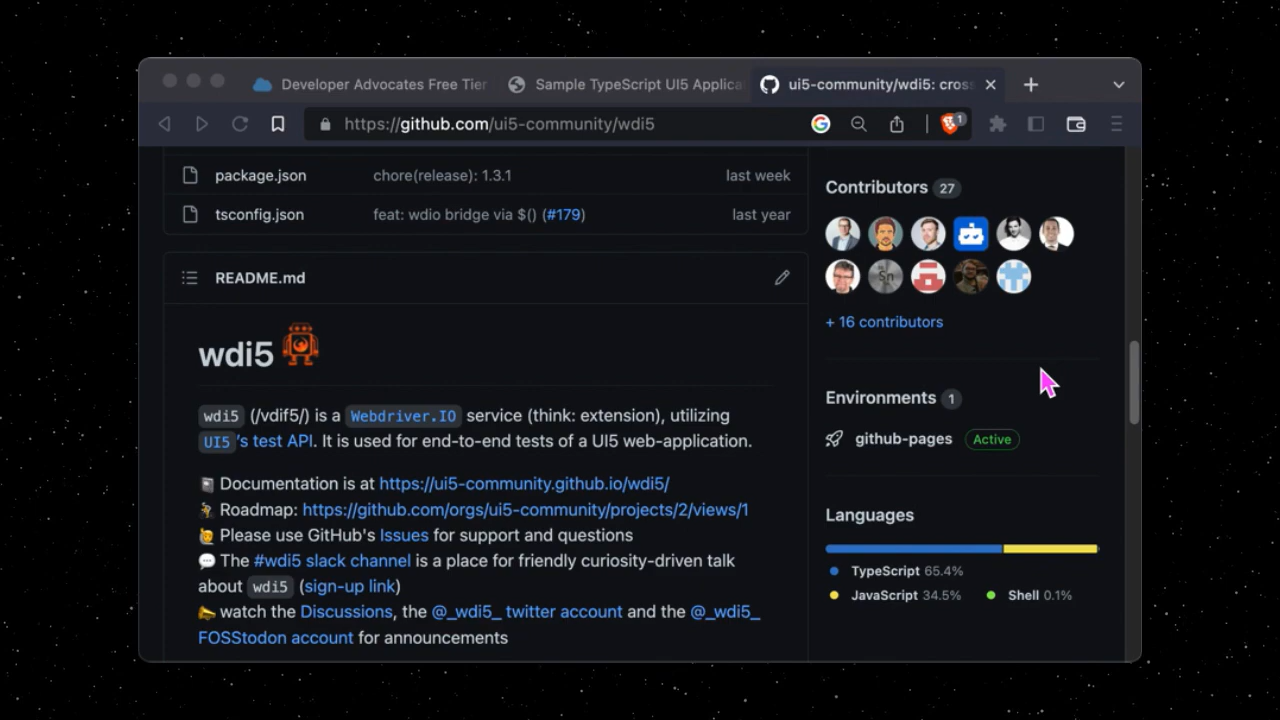 Developer Advocates Free Tier
Sample TypeScript UI5 Applica
ui5-community/wdi5: cross
https://github.com/ui5-community/wdi5
1
package.json chore(release): 1.3.1 last week
tsconfig.json feat: wdio bridge via $() (#179) last year
README.md
wdi5
wdi5 (/vdif5/) is a Webdriver.IO service (think: extension), utilizing
UI5's test API. It is used for end-to-end tests of a UI5 web-application.
Documentation is at https://ui5-community.github.io/wdi5/
Roadmap: https://github.com/orgs/ui5-community/projects/2/views/1
Please use GitHub's Issues for support and questions
The #wdi5 slack channel is a place for friendly curiosity-driven talk
about wdi5 (sign-up link)
watch the Discussions, the @_wdi5_ twitter account and the @_wdi5_
FOSStodon account for announcements
Contributors 27
Sn
+ 16 contributors
Environments 1
github-pages Active
Languages
TypeScript 65.4%
JavaScript 34.5% Shell 0.1%